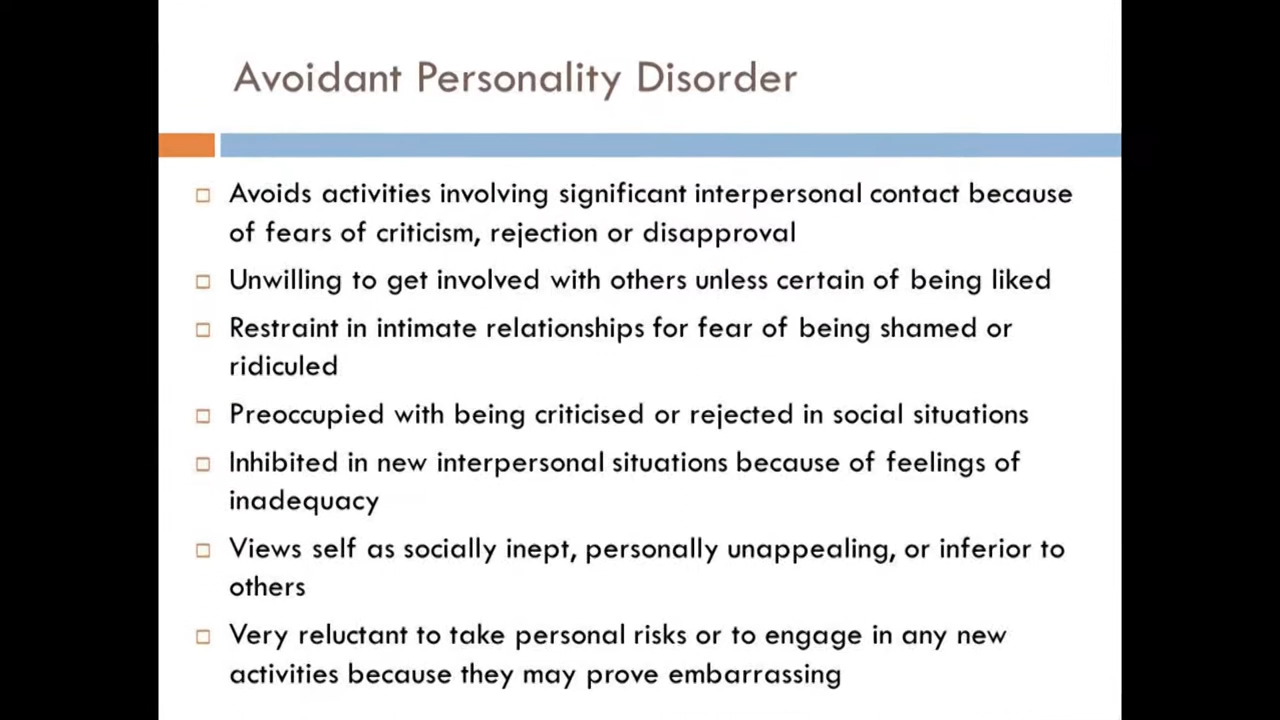 Avoidant Personality Disorder
Avoids activities involving significant interpersonal contact because
of fears of criticism, rejection or disapproval
Unwilling to get involved with others unless certain of being liked
Restraint in intimate relationships for fear of being shamed or
ridiculed
Preoccupied with being criticised or rejected in social situations
Inhibited in new interpersonal situations because of feelings of
inadequacy
Views self as socially inept, personally unappealing, or inferior to
others
Very reluctant to take personal risks or to engage in any new
activities because they may prove embarrassing